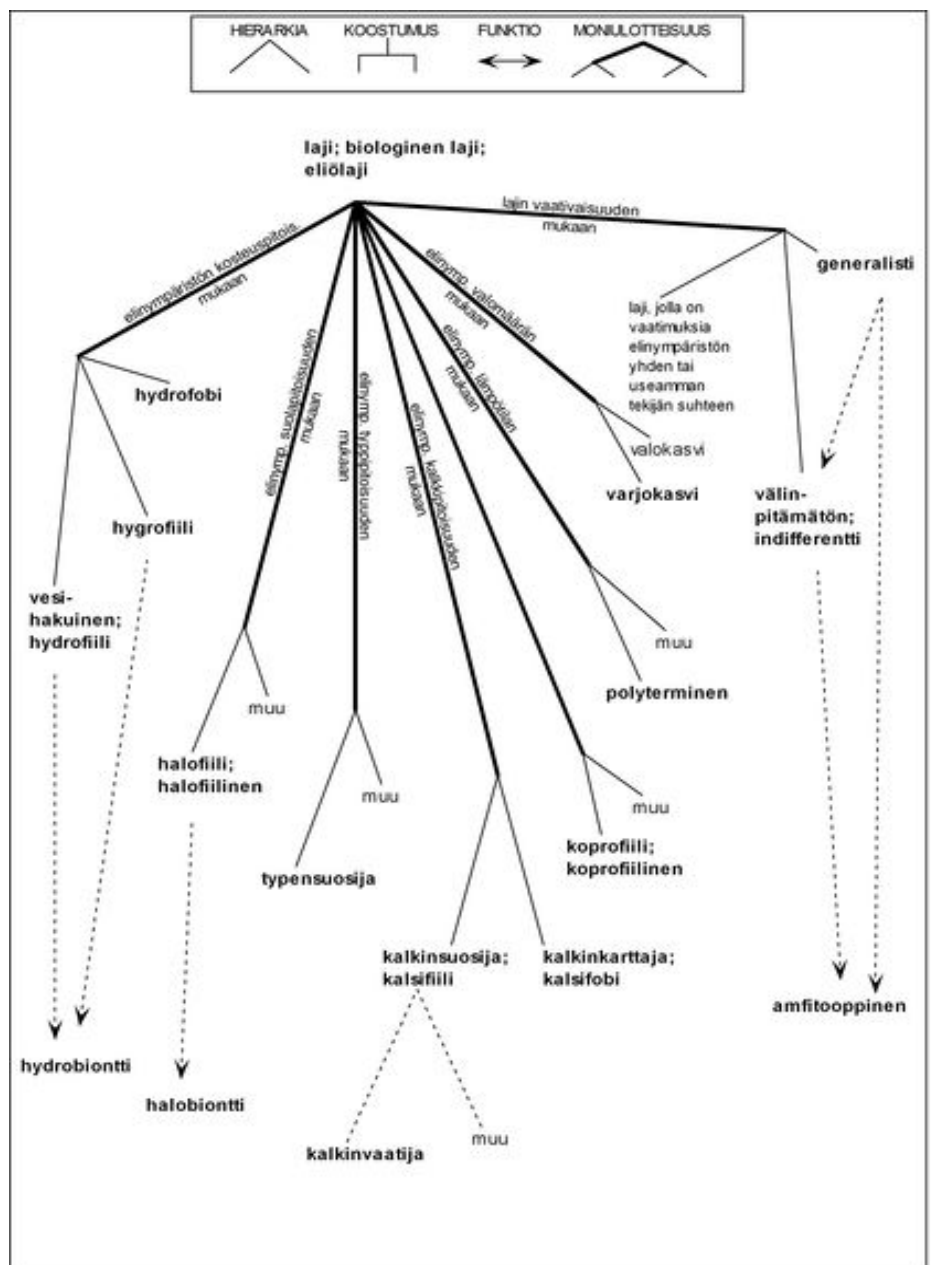 HIERARKIA KOOSTUMUS FUNKTIO MONIULOTTEISUUS
laji; biologinen laji;
eliölaji
lajin vaativaisuuden
mukaan
elinympäristön kosteuspitois.
mukaan
elinymp. suolapitoisuuden
mukaan
elinymp. typpipitoisuuden
mukaan
elinymp. kalkkipitoisuuden
mukaan
elinymp. lämpötilan
mukaan
elinymp. valomäärän
mukaan
generalisti
laji, jolla on
vaatimuksia
elinympäristön
yhden tai
useamman
tekijän suhteen
hydrofobi
valokasvi
varjokasvi
välin-
pitämätön;
indifferentti
hygrofiili
vesi-
hakuinen;
hydrofiili
muu
polyterminen
muu
halofiili;
halofiilinen
muu
muu
koprofiili;
koprofiilinen
typensuosija
kalkinsuosija;
kalsifiili
kalkinkarttaja;
kalsifobi
amfitooppinen
hydrobiontti
halobiontti
muu
kalkinvaatija